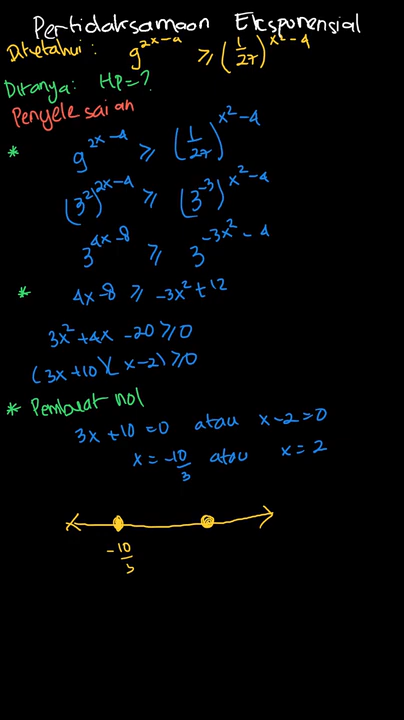 Pertidaksamaan Eksponensial
Diketahui : 9^{2x-4} ≥ (1/27)^{x²-4}
Ditanya: Hp=?
Penyelesaian
* 9^{2x-4} ≥ (1/27)^{x²-4}
(3²)^{2x-4} ≥ (3^{-3})^{x²-4}
3^{4x-8} ≥ 3^{-3x²-4}
* 4x-8 ≥ -3x²+12
3x²+4x-20≥0
(3x+10)(x-2)≥0
* Pembuat nol
3x+10=0 atau x-2=0
x=-10/3 atau x=2
-10/3